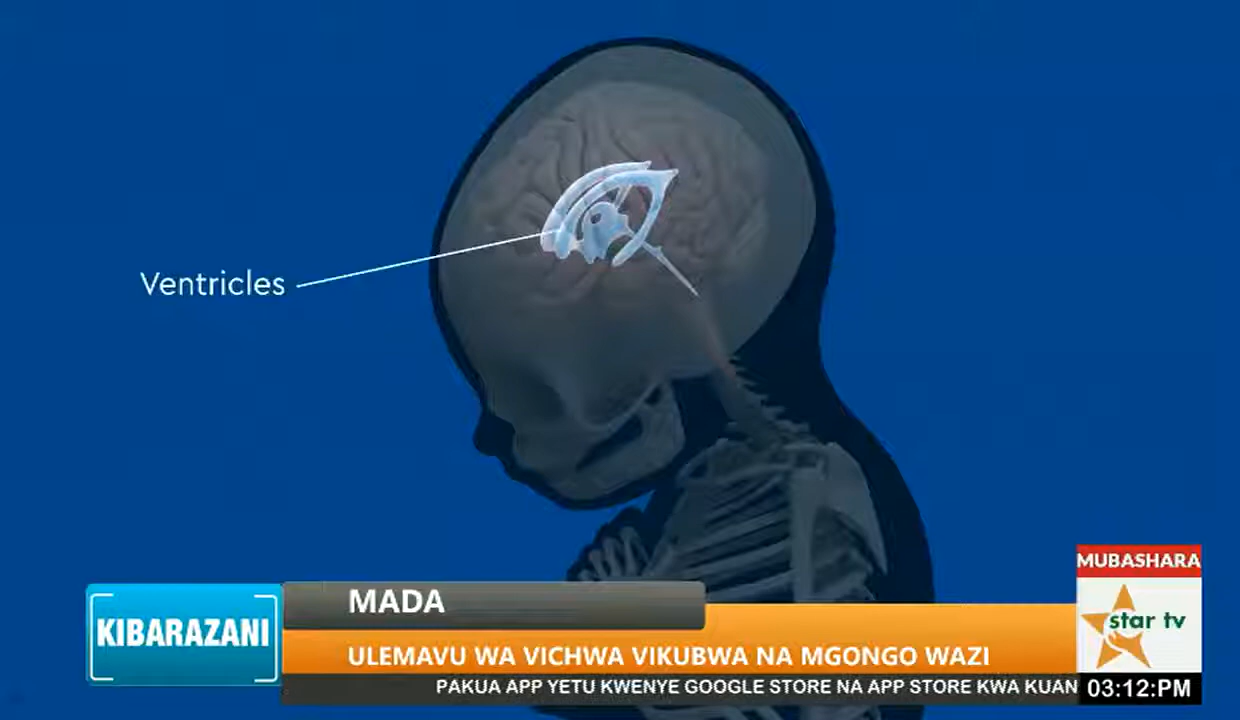 Ventricles
MUBASHARA
star tv
KIBARAZANI
MADA
ULEMAVU WA VICHWA VIKUBWA NA MGONGO WAZI
PAKUA APP YETU KWENYE GOOGLE STORE NA APP STORE KWA KUAN
03:12:PM